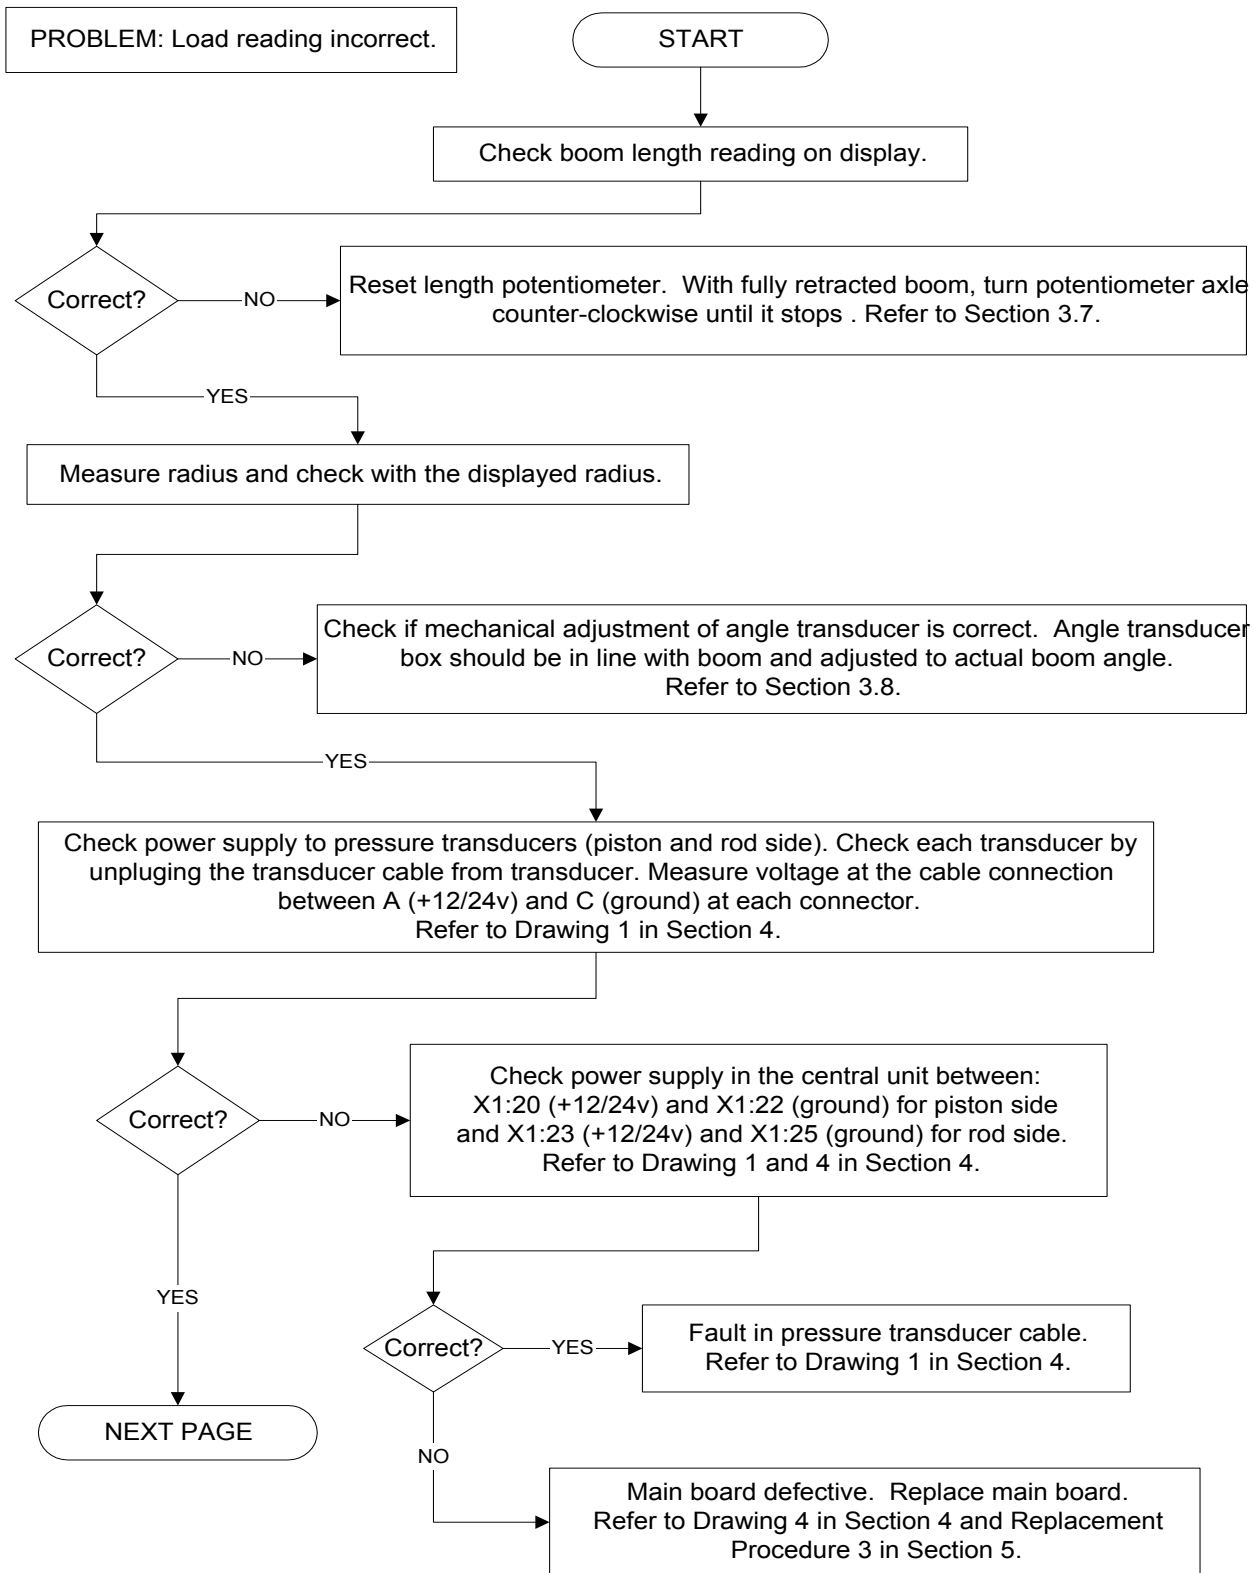 PROBLEM: Load reading incorrect.
START
Check boom length reading on display.
Correct?
NO
Reset length potentiometer.  With fully retracted boom, turn potentiometer axle
counter-clockwise until it stops . Refer to Section 3.7.
YES
Measure radius and check with the displayed radius.
Correct?
NO
Check if mechanical adjustment of angle transducer is correct.  Angle transducer
box should be in line with boom and adjusted to actual boom angle.
Refer to Section 3.8.
YES
Check power supply to pressure transducers (piston and rod side). Check each transducer by
unpluging the transducer cable from transducer. Measure voltage at the cable connection
between A (+12/24v) and C (ground) at each connector.
Refer to Drawing 1 in Section 4.
Correct?
NO
Check power supply in the central unit between:
X1:20 (+12/24v) and X1:22 (ground) for piston side
and X1:23 (+12/24v) and X1:25 (ground) for rod side.
Refer to Drawing 1 and 4 in Section 4.
YES
NEXT PAGE
Correct?
YES
Fault in pressure transducer cable.
Refer to Drawing 1 in Section 4.
NO
Main board defective.  Replace main board.
Refer to Drawing 4 in Section 4 and Replacement
Procedure 3 in Section 5.